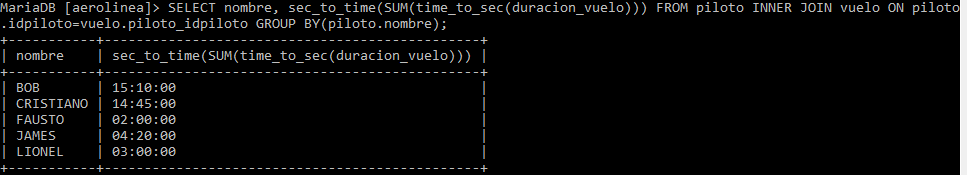 MariaDB [aerolinea]> SELECT nombre, sec_to_time(SUM(time_to_sec(duracion_vuelo))) FROM piloto INNER JOIN vuelo ON piloto
.idpiloto=vuelo.piloto_idpiloto GROUP BY(piloto.nombre);
+-----------+-----------------------------------------------+
| nombre    | sec_to_time(SUM(time_to_sec(duracion_vuelo))) |
+-----------+-----------------------------------------------+
| BOB       | 15:10:00                                      |
| CRISTIANO | 14:45:00                                      |
| FAUSTO    | 02:00:00                                      |
| JAMES     | 04:20:00                                      |
| LIONEL    | 03:00:00                                      |
+-----------+-----------------------------------------------+